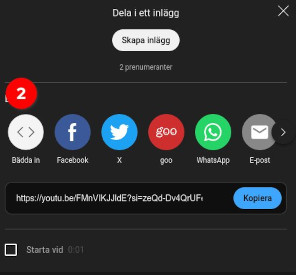 Dela i ett inlägg
Skapa inlägg
2 prenumeranter
2
goo
Bädda in
Facebook
X
goo
WhatsApp
E-post
https://youtu.be/FMnVlKJJldE?si=zeQd-Dv4QrUF
Kopiera
Starta vid 0:01